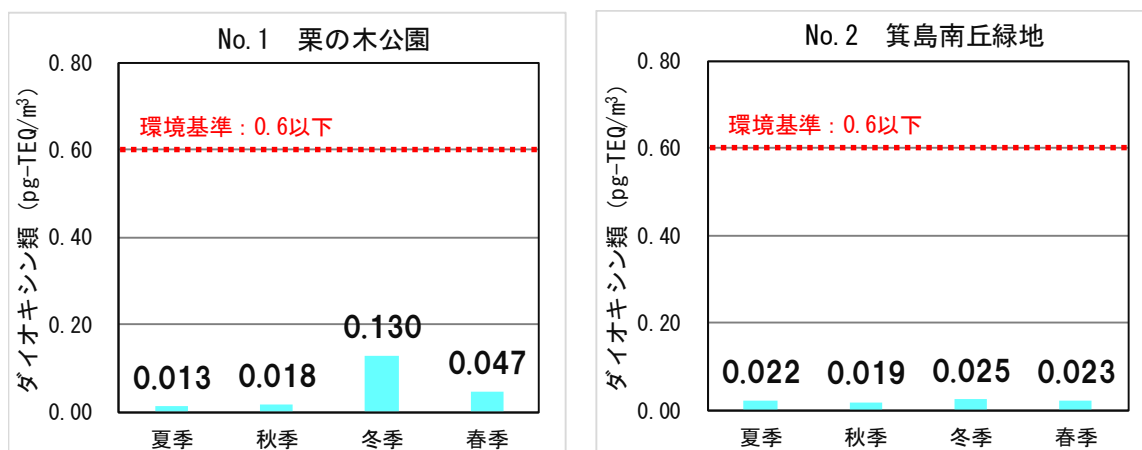 No.1 栗の木公園
ダイオキシン類 (pg-TEQ/㎥)
0.80
0.60
0.40
0.20
0.00
環境基準：0.6以下
0.013 0.018 0.130 0.047
夏季 秋季 冬季 春季
No.2 箕島南丘緑地
ダイオキシン類 (pg-TEQ/㎥)
0.80
0.60
0.40
0.20
0.00
環境基準：0.6以下
0.022 0.019 0.025 0.023
夏季 秋季 冬季 春季